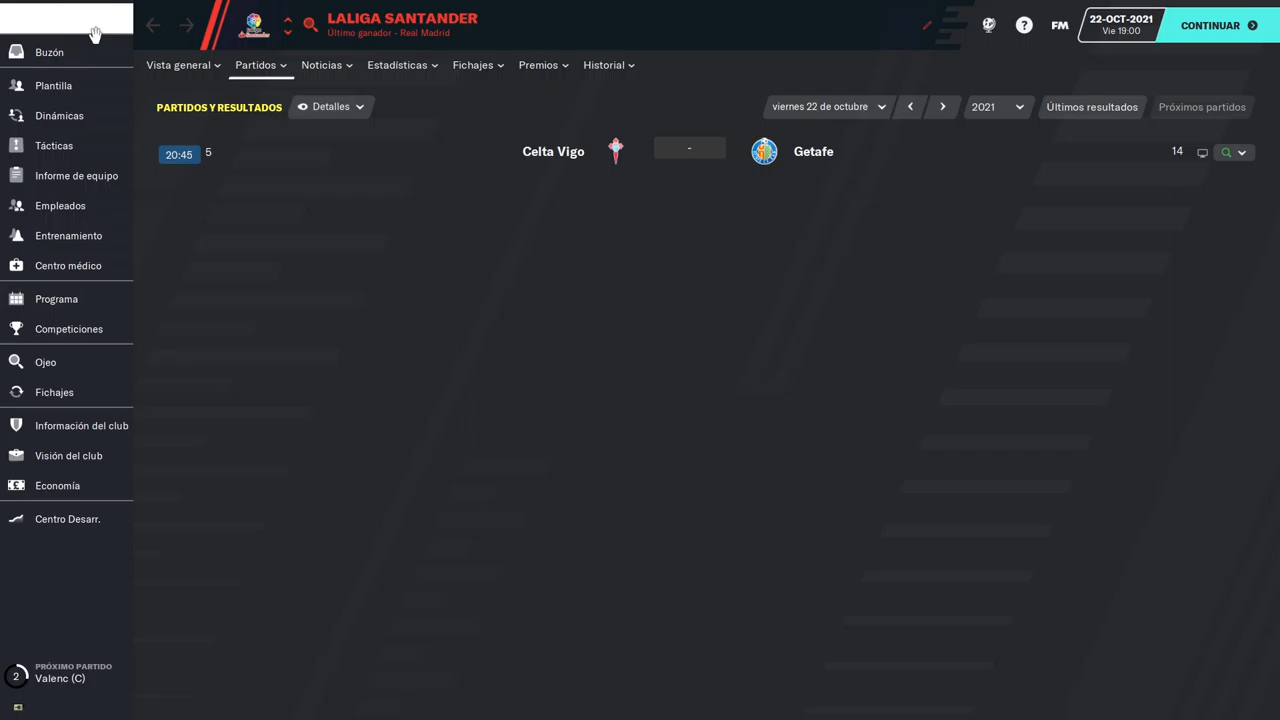 LALIGA SANTANDER
Último ganador - Real Madrid
FM
22-OCT-2021
Vie 19:00
CONTINUAR
Buzón
Plantilla
Dinámicas
Tácticas
Informe de equipo
Empleados
Entrenamiento
Centro médico
Programa
Competiciones
Ojeo
Fichajes
Información del club
Visión del club
Economía
Centro Desarr.
2
PRÓXIMO PARTIDO
Valenc (C)
Vista general
Partidos
Noticias
Estadísticas
Fichajes
Premios
Historial
PARTIDOS Y RESULTADOS
Detalles
viernes 22 de octubre
2021
Últimos resultados
Próximos partidos
20:45 5 Celta Vigo - Getafe 14